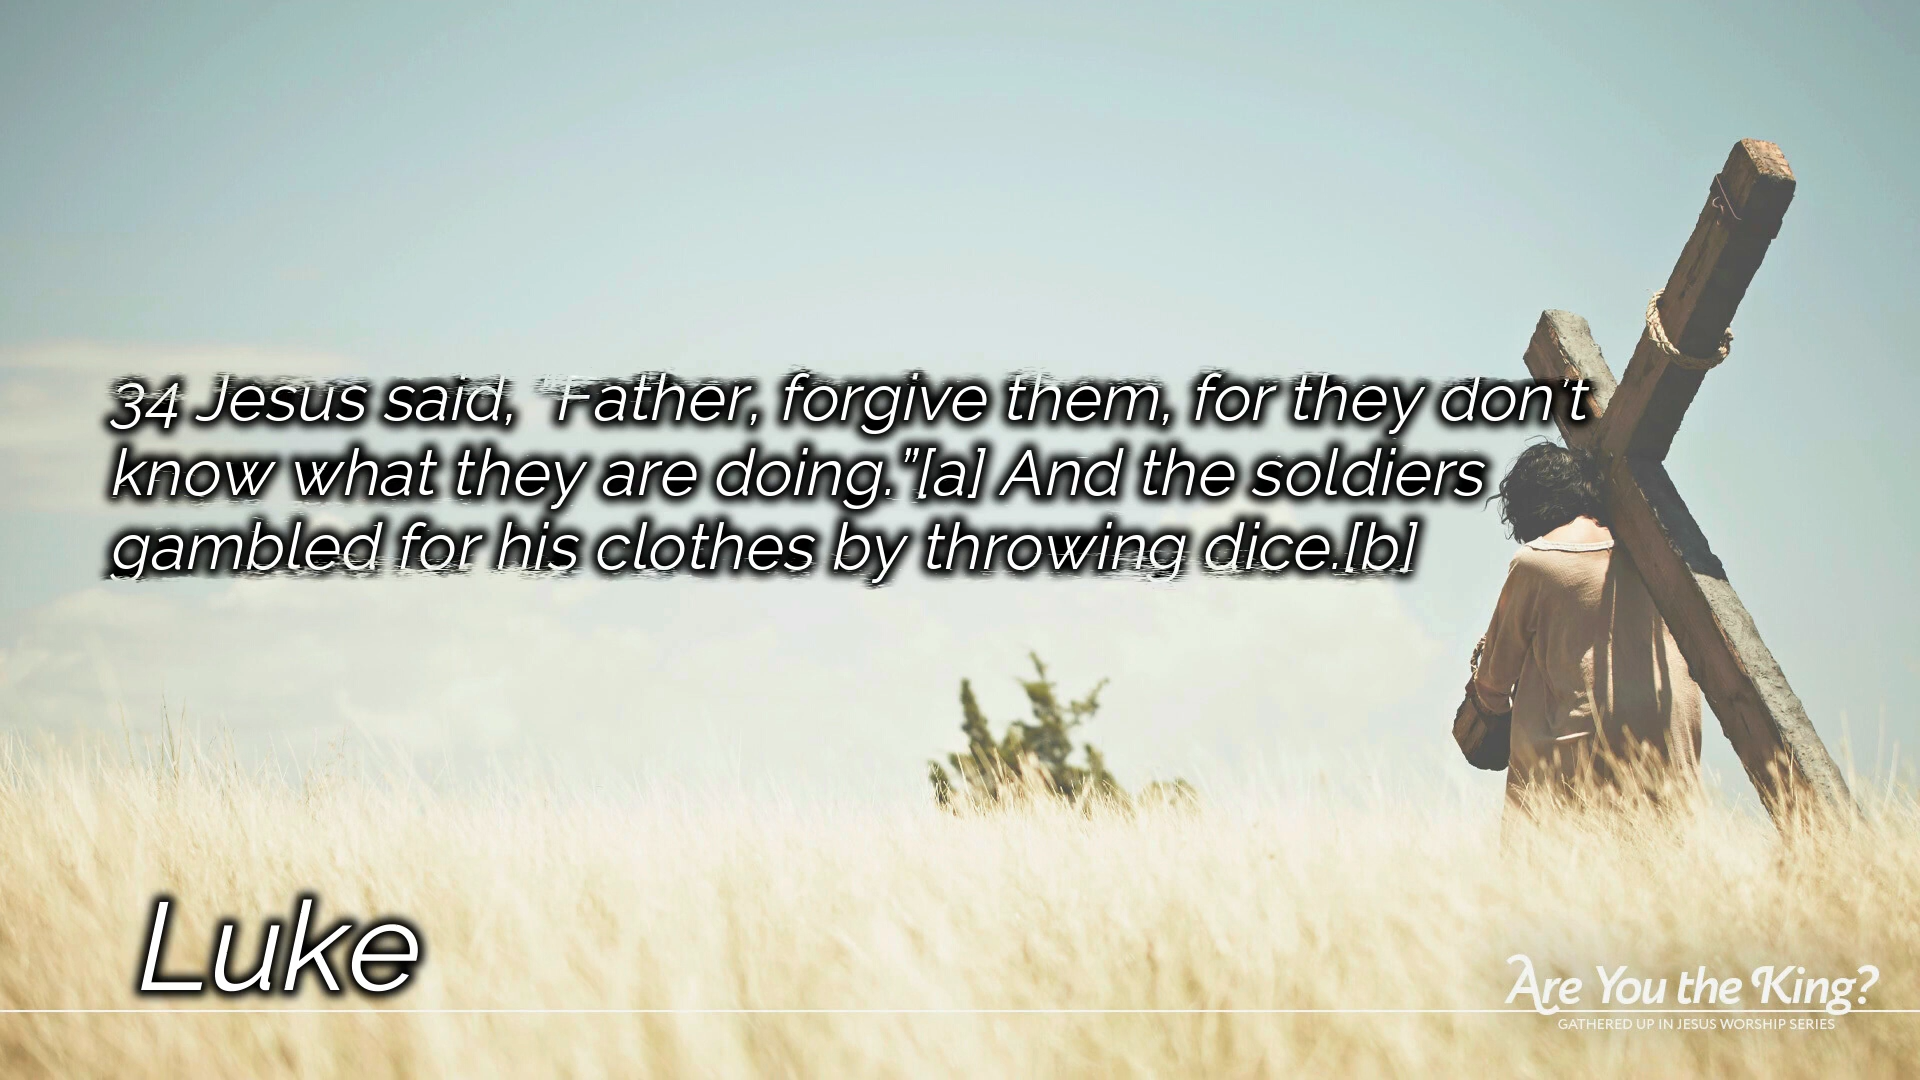 34 Jesus said, “Father, forgive them, for they don’t
know what they are doing.”[a] And the soldiers
gambled for his clothes by throwing dice.[b]
Luke
Are You the King?
GATHERED UP IN JESUS WORSHIP SERIES